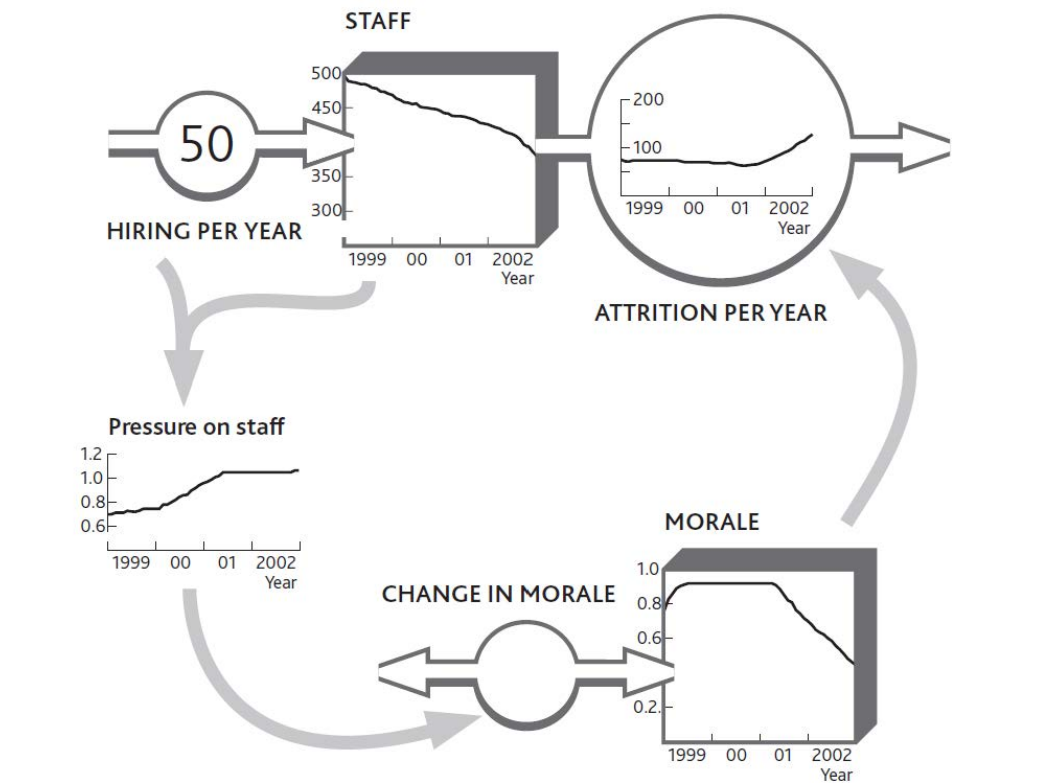 STAFF
500
450
350
300
1999 00 01 2002
Year
50
HIRING PER YEAR
200
100
1999 00 01 2002
Year
ATTRITION PER YEAR
Pressure on staff
1.2
1.0
0.8
0.6
1999 00 01 2002
Year
CHANGE IN MORALE
MORALE
1.0
0.8
0.6
0.2.
1999 00 01 2002
Year